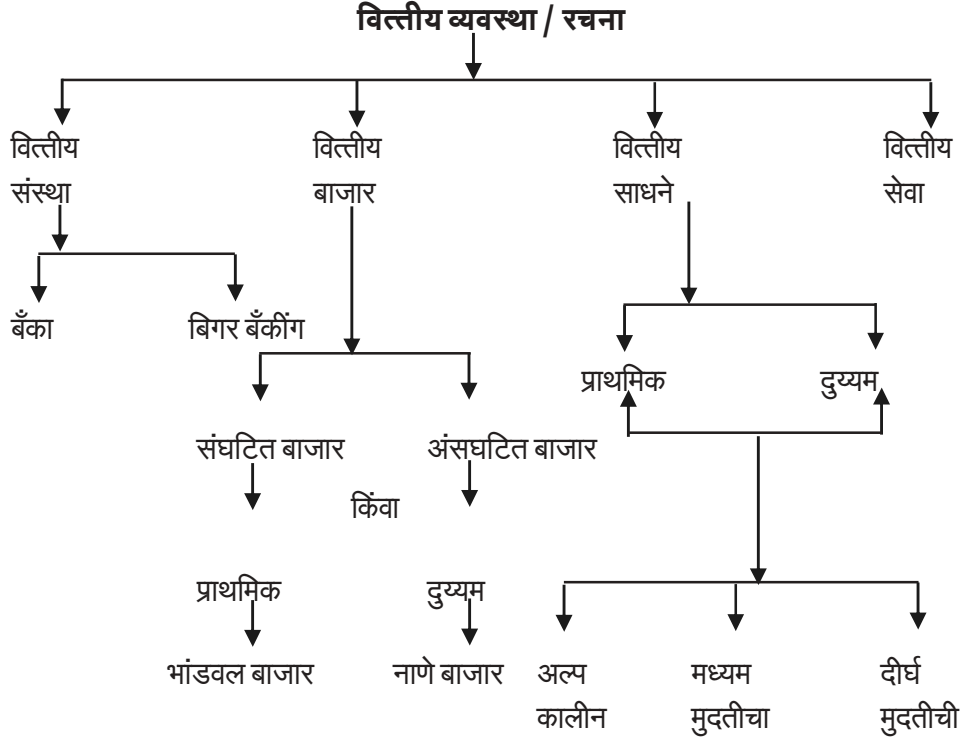 वित्तीय व्यवस्था / रचना
वित्तीय
संस्था
वित्तीय
बाजार
वित्तीय
साधने
वित्तीय
सेवा
बँका
बिगर बँकींग
प्राथमिक
दुय्यम
संघटित बाजार
अंसघटित बाजार
किंवा
प्राथमिक
दुय्यम
भांडवल बाजार
नाणे बाजार
अल्प
कालीन
मध्यम
मुदतीचा
दीर्घ
मुदतीची